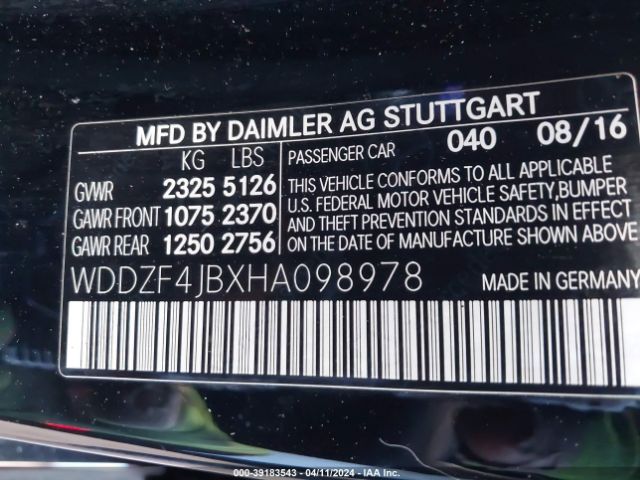 MFD BY DAIMLER AG STUTTGART
KG LBS
GVWR 2325 5126
GAWR FRONT 1075 2370
GAWR REAR 1250 2756
PASSENGER CAR 040 08/16
THIS VEHICLE CONFORMS TO ALL APPLICABLE
U.S. FEDERAL MOTOR VEHICLE SAFETY,BUMPER
AND THEFT PREVENTION STANDARDS IN EFFECT
ON THE DATE OF MANUFACTURE SHOWN ABOVE.
WDDZF4JBXHA098978 MADE IN GERMANY
000-39183543 - 04/11/2024 - IAA Inc.